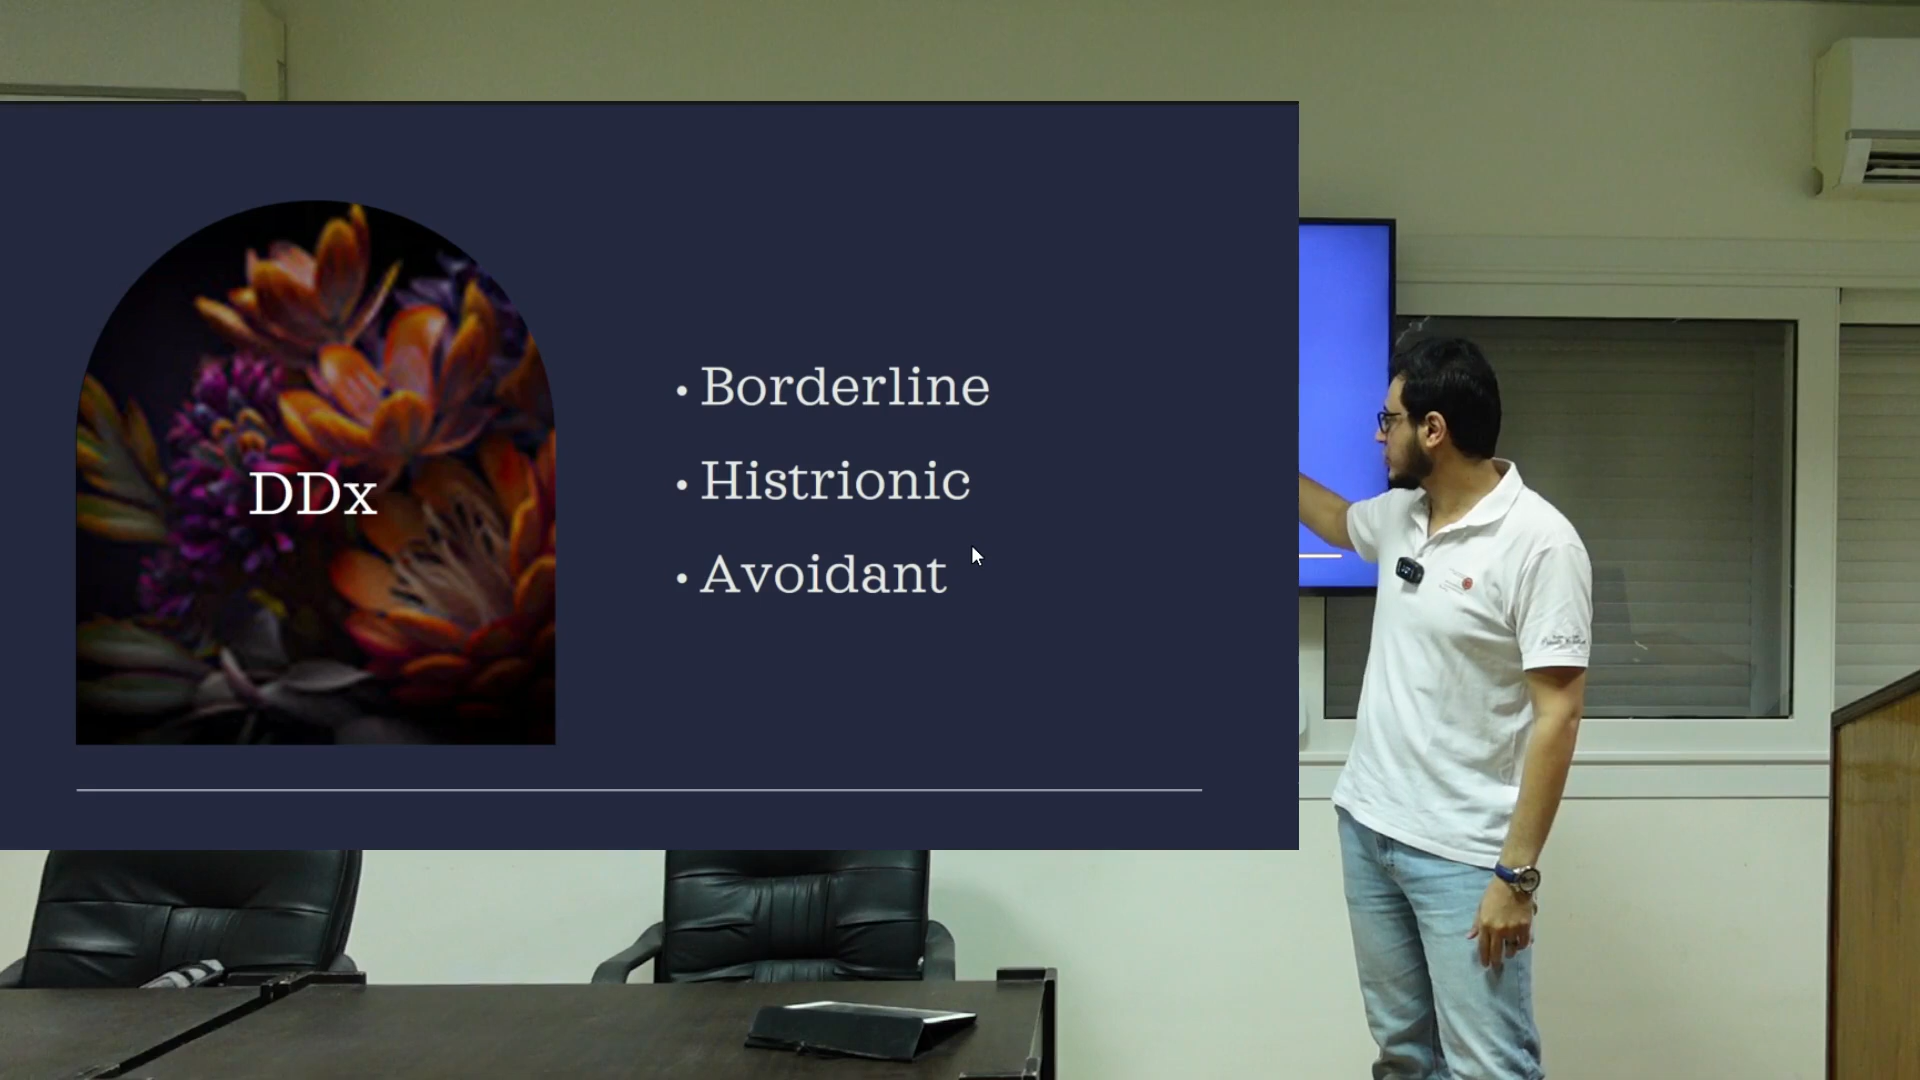 DDx
• Borderline
• Histrionic
• Avoidant